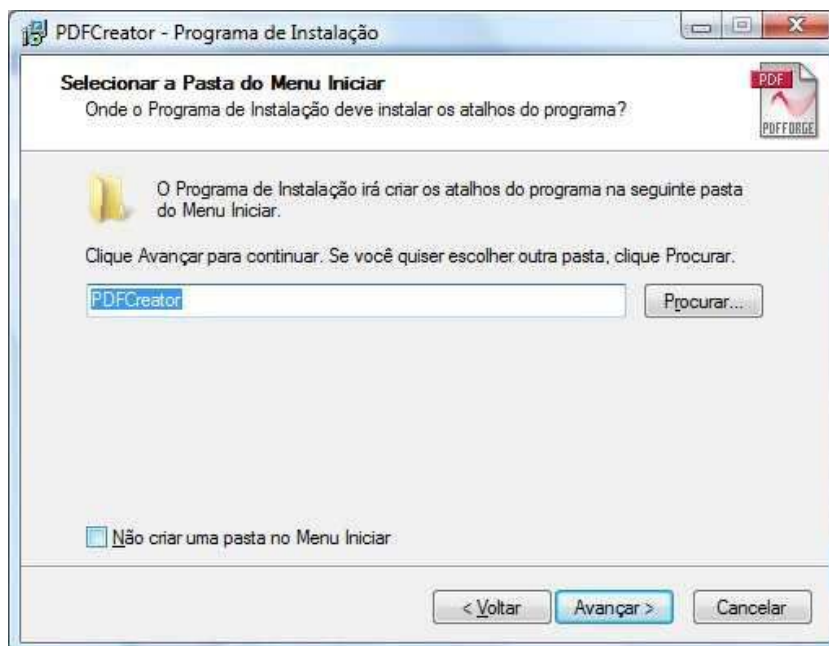 PDFCreator - Programa de Instalação
Selecionar a Pasta do Menu Iniciar
Onde o Programa de Instalação deve instalar os atalhos do programa?
PDF
PDFFORGE
O Programa de Instalação irá criar os atalhos do programa na seguinte pasta
do Menu Iniciar.
Clique Avançar para continuar. Se você quiser escolher outra pasta, clique Procurar.
PDFCreator
Procurar...
Não criar uma pasta no Menu Iniciar
< Voltar
Avançar >
Cancelar